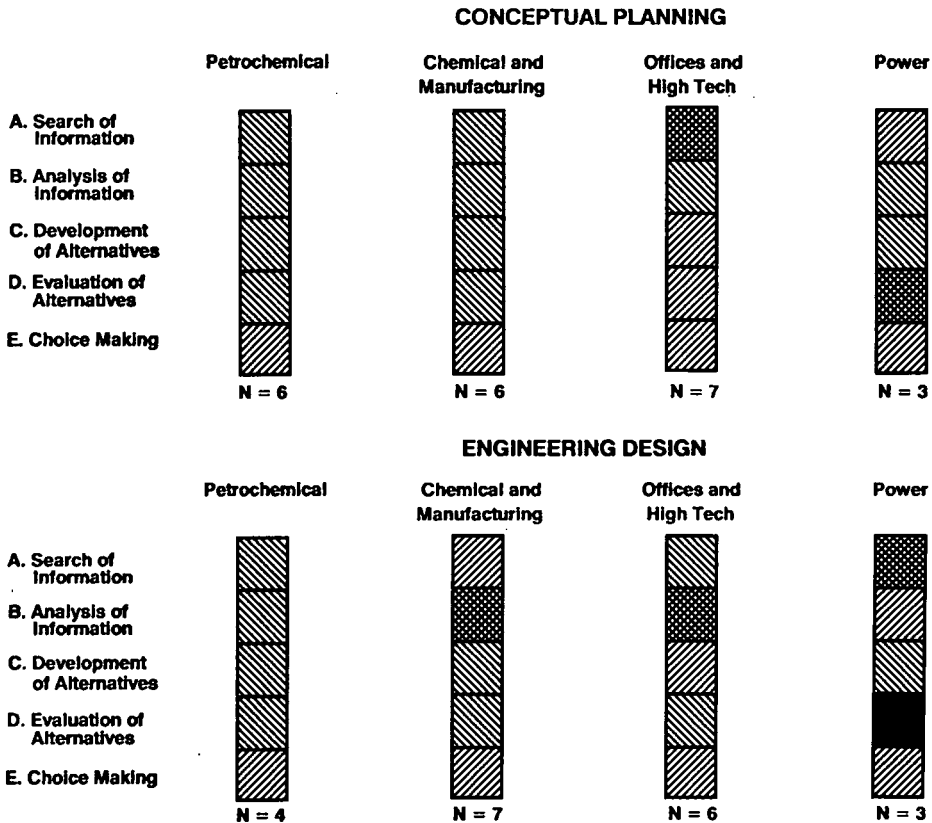 CONCEPTUAL PLANNING
Petrochemical
Chemical and
Manufacturing
Offices and
High Tech
Power
A. Search of
Information
B. Analysis of
Information
C. Development
of Alternatives
D. Evaluation of
Alternatives
E. Choice Making
N = 6
N = 6
N = 7
N = 3
ENGINEERING DESIGN
Petrochemical
Chemical and
Manufacturing
Offices and
High Tech
Power
A. Search of
Information
B. Analysis of
Information
C. Development
of Alternatives
D. Evaluation of
Alternatives
E. Choice Making
N = 4
N = 7
N = 6
N = 3